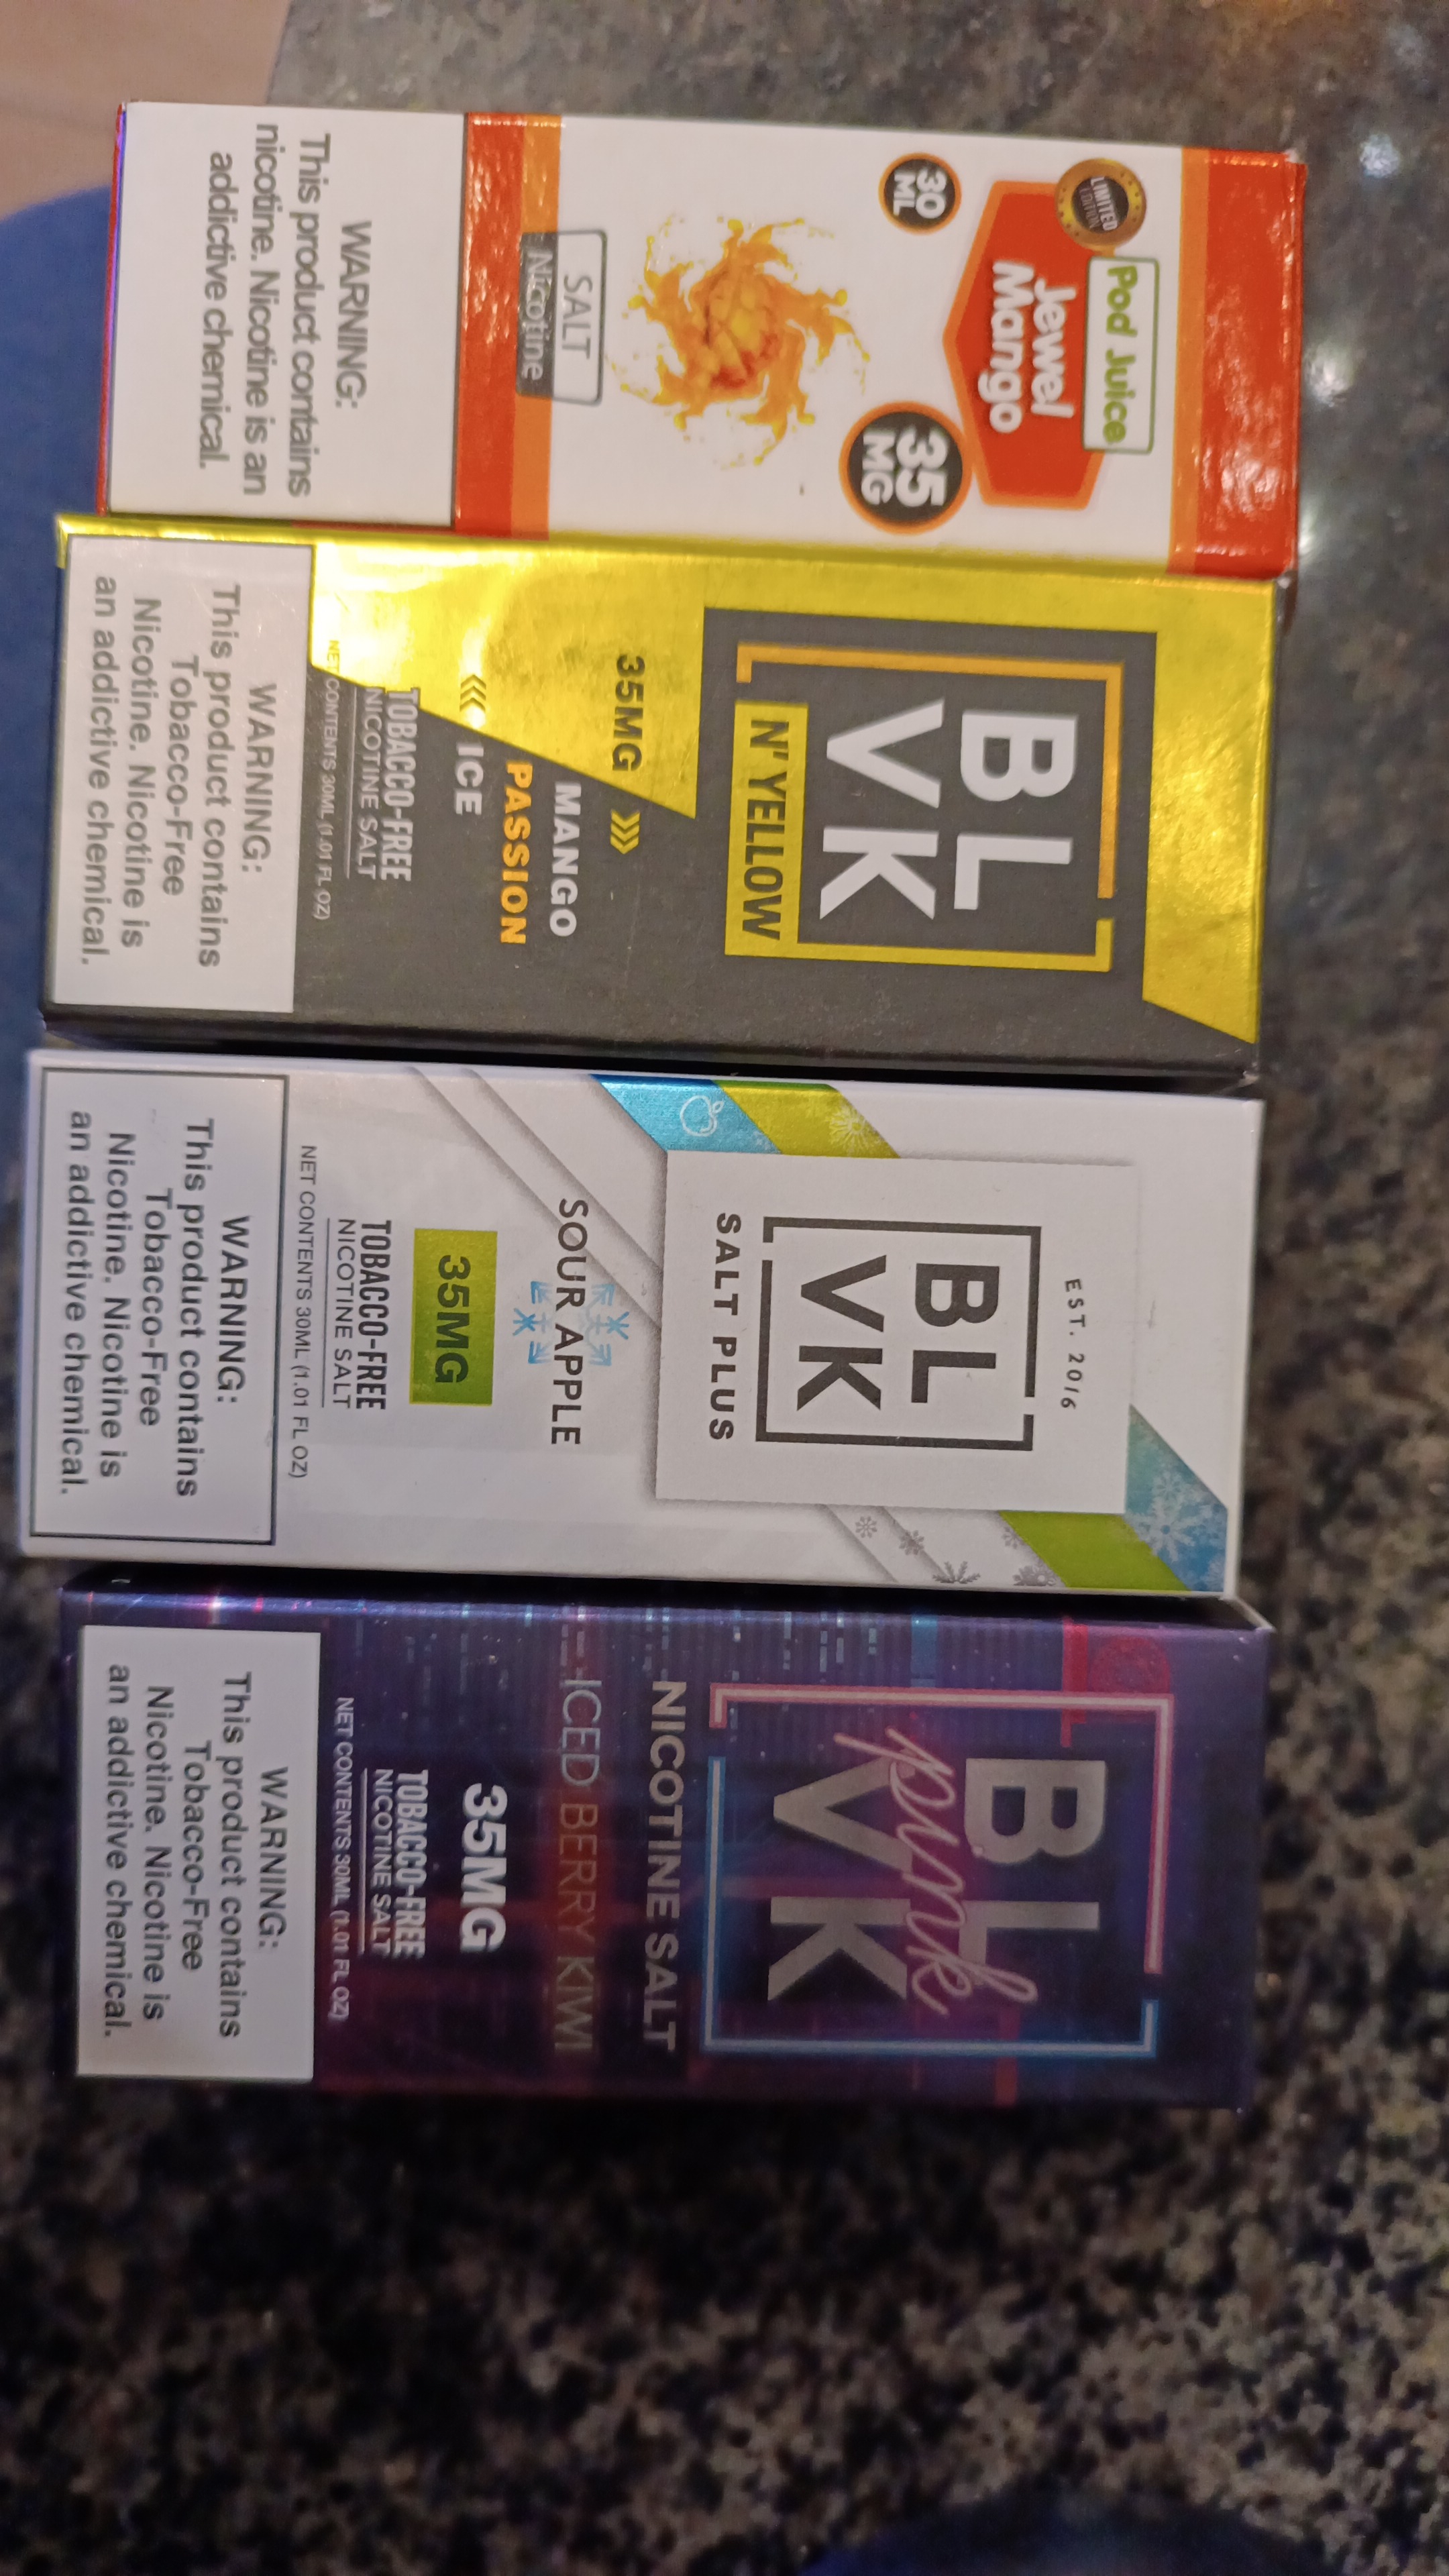 LIMITED
EDITION
Pod Juice
Jewel
Mango
30
ML
35
MG
SALT
Nicotine
WARNING:
This product contains
nicotine. Nicotine is an
addictive chemical.
BL
VK
N' YELLOW
35MG
MANGO
PASSION
ICE
TOBACCO-FREE
NICOTINE SALT
NET CONTENTS 30ML (1.01 FL OZ)
WARNING:
This product contains
Tobacco-Free
Nicotine. Nicotine is
an addictive chemical.
EST. 2016
BL
VK
SALT PLUS
SOUR APPLE
35MG
TOBACCO-FREE
NICOTINE SALT
NET CONTENTS 30ML (1.01 FL OZ)
WARNING:
This product contains
Tobacco-Free
Nicotine. Nicotine is
an addictive chemical.
BL
punk
VK
NICOTINE SALT
ICED BERRY KIWI
35MG
TOBACCO-FREE
NICOTINE SALT
NET CONTENTS 30ML (1.01 FL OZ)
WARNING:
This product contains
Tobacco-Free
Nicotine. Nicotine is
an addictive chemical.